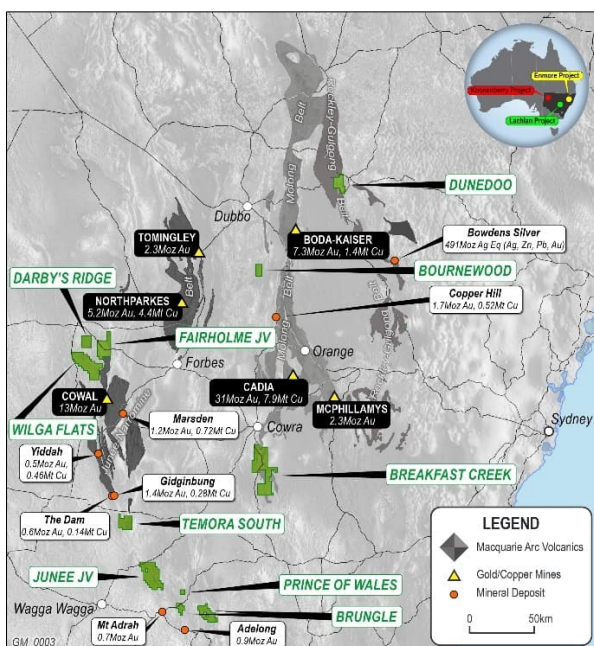 Enmore Project
Koonenberry Project
Lachlan Project
Belt
Molong
Rockley-Gulgong
Belt
DUNEDOO
Dubbo
TOMINGLEY
2.3Moz Au
BODA-KAISER
7.3Moz Au, 1.4Mt Cu
Bowdens Silver
491Moz Ag Eq (Ag, Zn, Pb, Au)
DARBY'S RIDGE
BOURNEWOOD
Belt
NORTHPARKES
5.2Moz Au, 4.4Mt Cu
Copper Hill
1.7Moz Au, 0.52Mt Cu
Belt
FAIRHOLME JV
Molong
Orange
Forbes
COWAL
13Moz Au
CADIA
31Moz Au, 7.9Mt Cu
MCPHILLAMYS
2.3Moz Au
Sydney
WILGA FLATS
Marsden
1.2Moz Au, 0.72Mt Cu
Cowra
Yiddah
0.5Moz Au,
0.46Mt Cu
Gidginbung
1.4Moz Au, 0.28Mt Cu
BREAKFAST CREEK
The Dam
0.6Moz Au, 0.14Mt Cu
TEMORA SOUTH
LEGEND
Macquarie Arc Volcanics
Gold/Copper Mines
Mineral Deposit
0 50km
JUNEE JV
PRINCE OF WALES
Wagga Wagga
BRUNGLE
Mt Adrah
0.7Moz Au
Adelong
0.9Moz Au
GM_0003